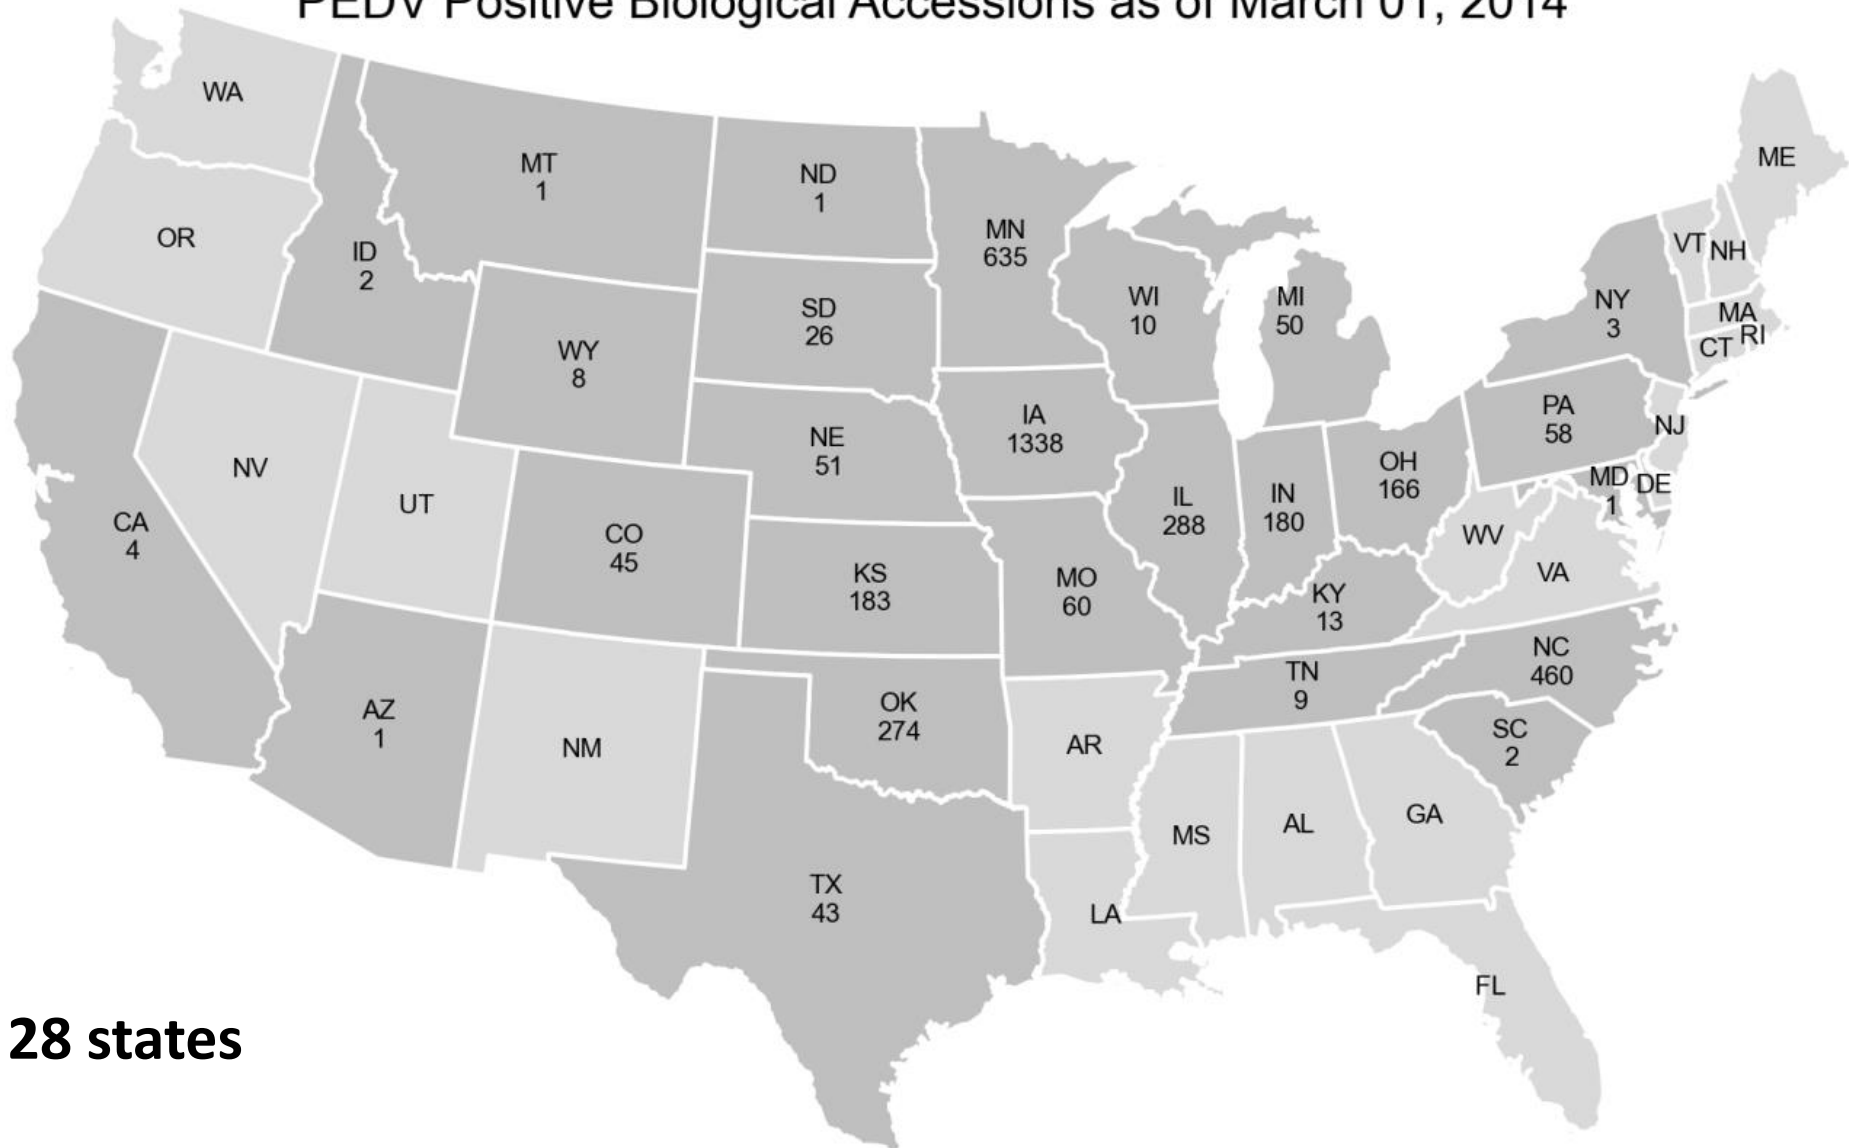 PEDV Positive Biological Accessions as of March 01, 2014
WA
ME
MT
1
ND
1
MN
635
OR
ID
2
VT
NH
WI
10
MI
50
NY
3
SD
26
MA
RI
CT
WY
8
IA
1338
PA
58
NJ
NE
51
NV
OH
166
MD
1
DE
UT
IL
288
IN
180
CA
4
CO
45
WV
VA
KS
183
MO
60
KY
13
NC
460
TN
9
AZ
1
OK
274
SC
2
NM
AR
GA
AL
MS
TX
43
LA
FL
28 states